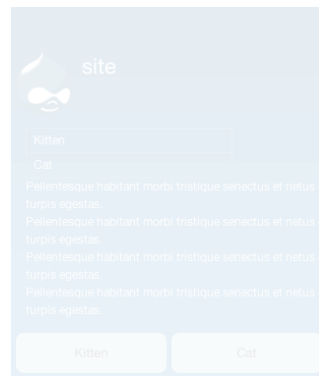 site
Kitten
Cat
Pellentesque habitant morbi tristique senectus et netus
turpis egestas.
Pellentesque habitant morbi tristique senectus et netus
turpis egestas.
Pellentesque habitant morbi tristique senectus et netus
turpis egestas.
Pellentesque habitant morbi tristique senectus et netus
turpis egestas.
Kitten Cat